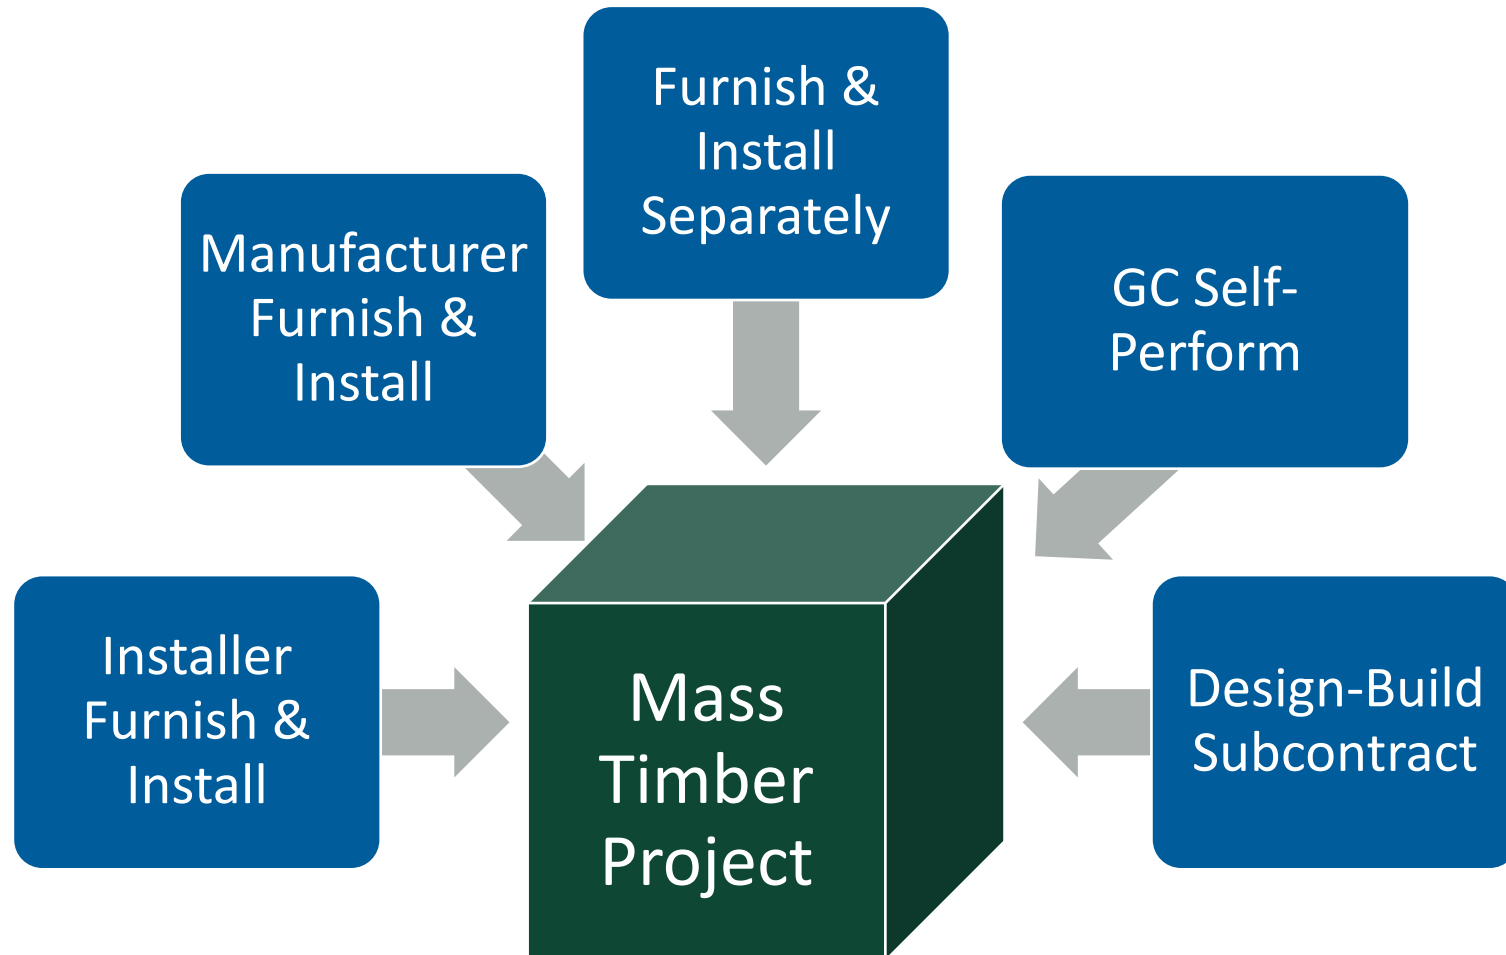 Furnish &
Install
Separately
Manufacturer
Furnish &
Install
GC Self-
Perform
Installer
Furnish &
Install
Mass
Timber
Project
Design-Build
Subcontract